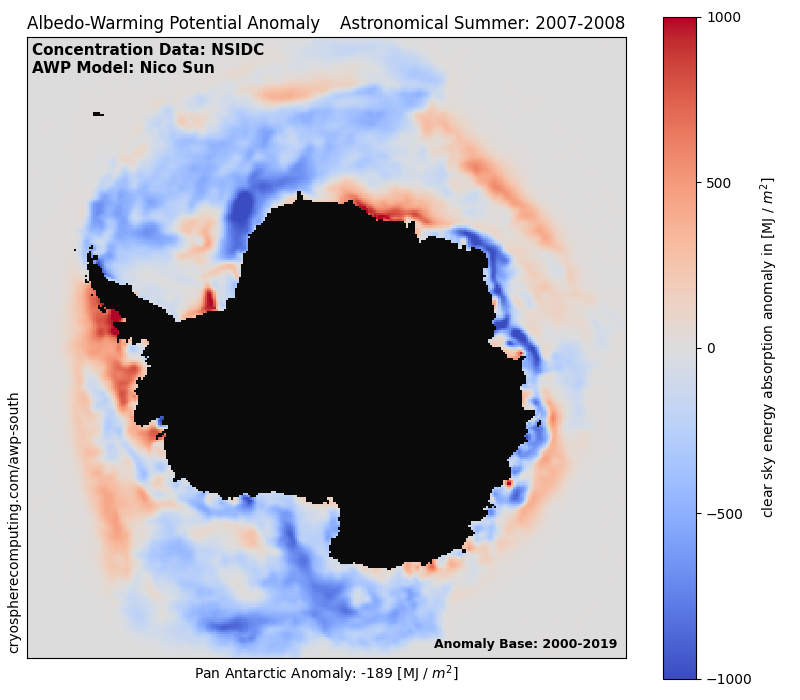 Albedo-Warming Potential Anomaly    Astronomical Summer: 2007-2008
Concentration Data: NSIDC
AWP Model: Nico Sun
1000
500
0
−500
−1000
clear sky energy absorption anomaly in [MJ / m²]
cryospherecomputing.com/awp-south
Anomaly Base: 2000-2019
Pan Antarctic Anomaly: -189 [MJ / m²]